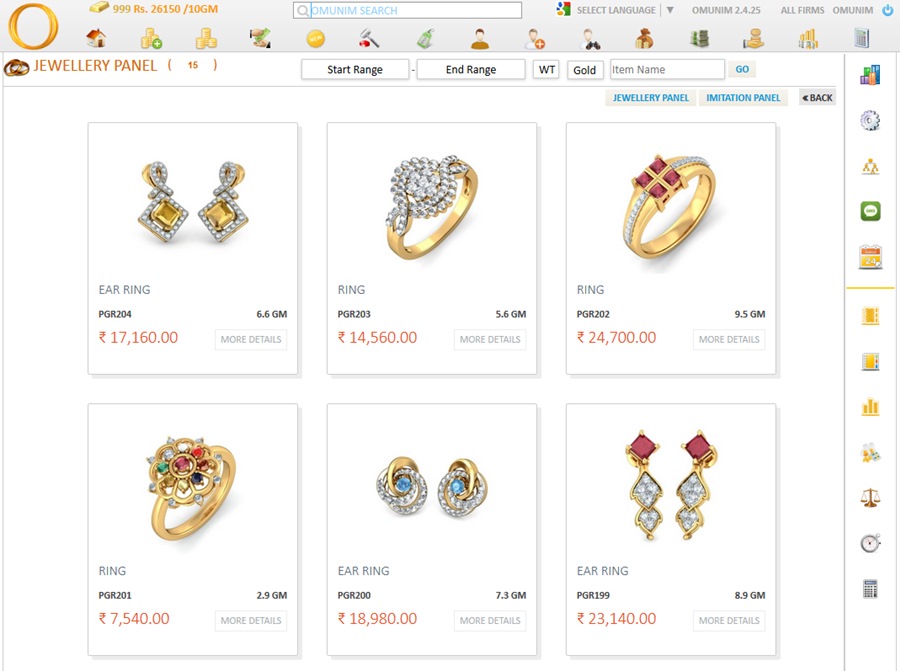 999 Rs. 26150 /10GM
OMUNIM SEARCH
SELECT LANGUAGE | ▼
OMUNIM 2.4.25
ALL FIRMS
OMUNIM
JEWELLERY PANEL ( 15 )
Start Range - End Range WT Gold Item Name GO
JEWELLERY PANEL IMITATION PANEL « BACK
EAR RING
PGR204 6.6 GM
₹ 17,160.00 MORE DETAILS
RING
PGR203 5.6 GM
₹ 14,560.00 MORE DETAILS
RING
PGR202 9.5 GM
₹ 24,700.00 MORE DETAILS
RING
PGR201 2.9 GM
₹ 7,540.00 MORE DETAILS
EAR RING
PGR200 7.3 GM
₹ 18,980.00 MORE DETAILS
EAR RING
PGR199 8.9 GM
₹ 23,140.00 MORE DETAILS